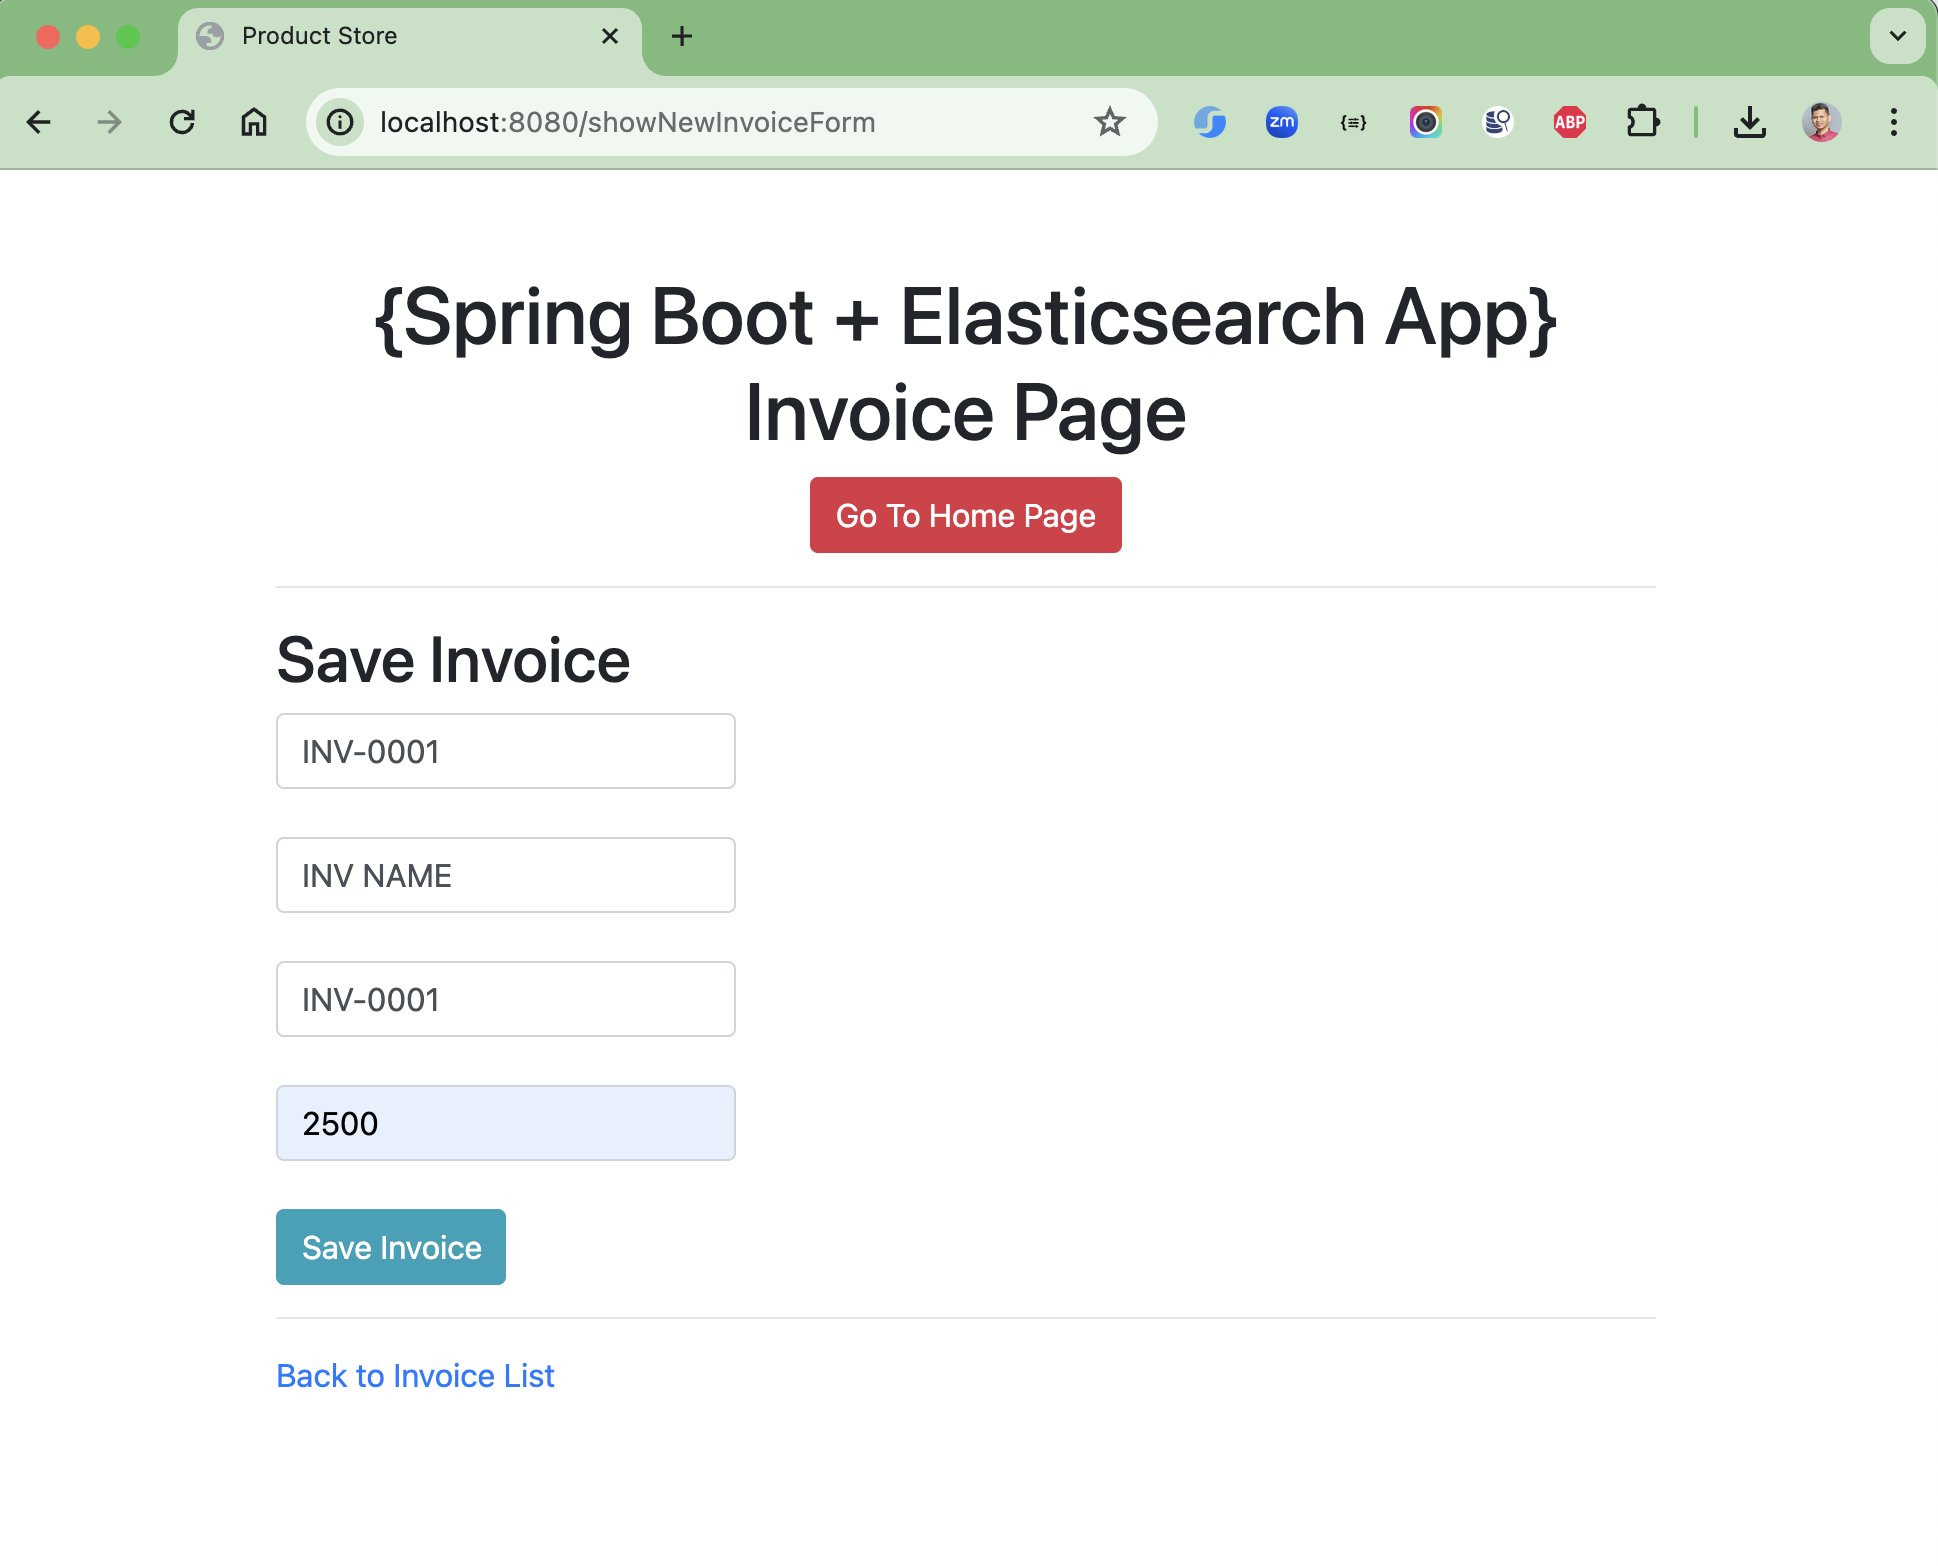 Product Store
localhost:8080/showNewInvoiceForm
zm
{≡}
ABP
{Spring Boot + Elasticsearch App}
Invoice Page
Go To Home Page
Save Invoice
INV-0001
INV NAME
INV-0001
2500
Save Invoice
Back to Invoice List